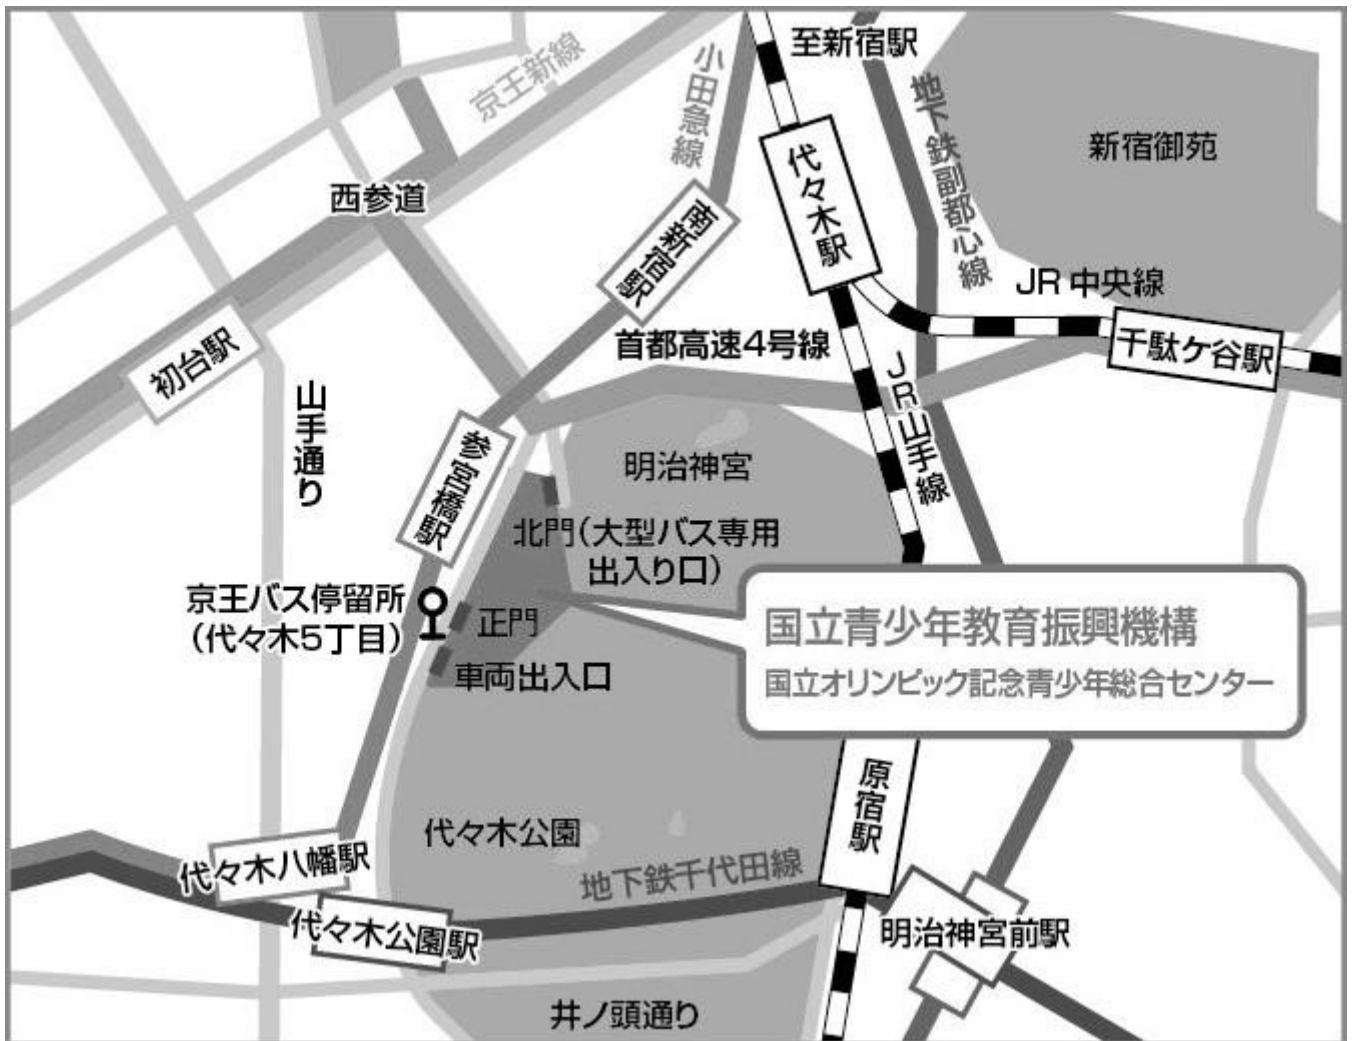 至新宿駅
小田急線
京王新線
地下鉄副都心線
新宿御苑
代々木駅
西参道
南新宿駅
JR中央線
首都高速4号線
千駄ケ谷駅
初台駅
山手通り
JR山手線
参宮橋駅
明治神宮
北門(大型バス専用
出入り口)
京王バス停留所
(代々木5丁目)
正門
車両出入口
国立青少年教育振興機構
国立オリンピック記念青少年総合センター
原宿駅
代々木公園
代々木八幡駅
地下鉄千代田線
代々木公園駅
明治神宮前駅
井ノ頭通り